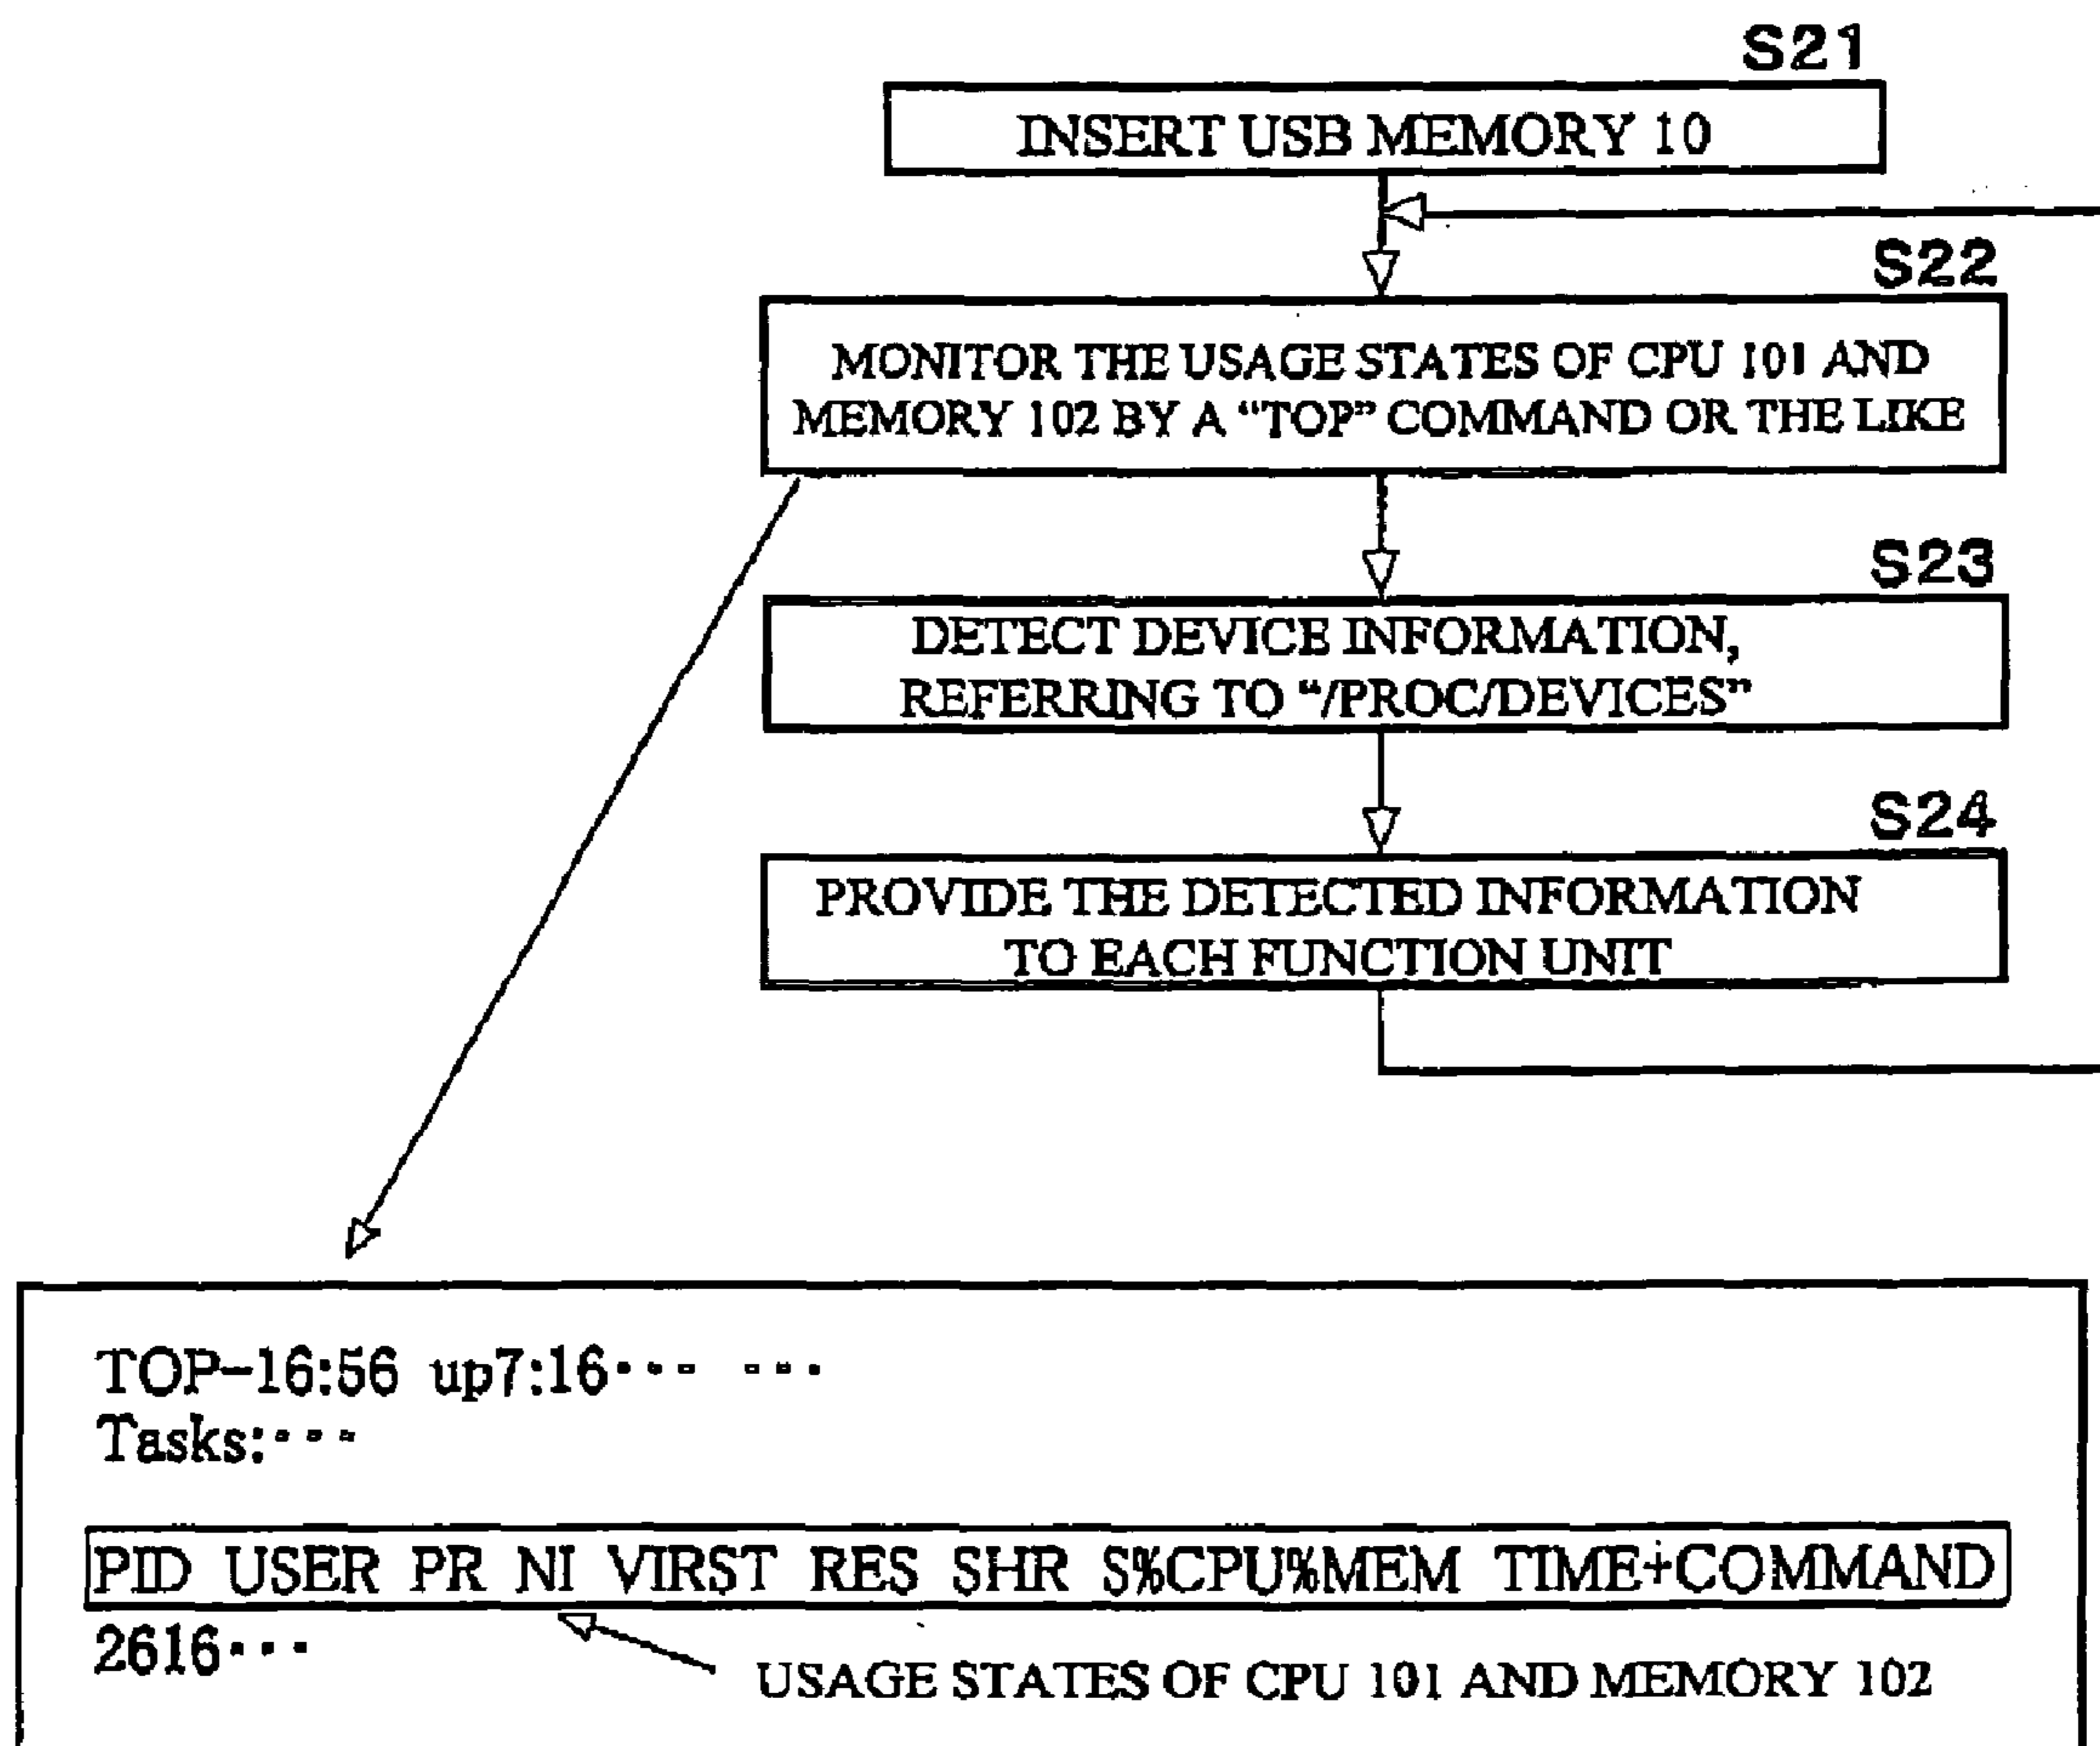 S21
INSERT USB MEMORY 10
S22
MONITOR THE USAGE STATES OF CPU 101 AND
MEMORY 102 BY A “TOP” COMMAND OR THE LIKE
S23
DETECT DEVICE INFORMATION,
REFERRING TO “/PROC/DEVICES”
S24
PROVIDE THE DETECTED INFORMATION
TO EACH FUNCTION UNIT
TOP-16:56 up7:16··· ···
Tasks:···
PID USER PR NI VIRST RES SHR S%CPU%MEM TIME+COMMAND
2616···
USAGE STATES OF CPU 101 AND MEMORY 102